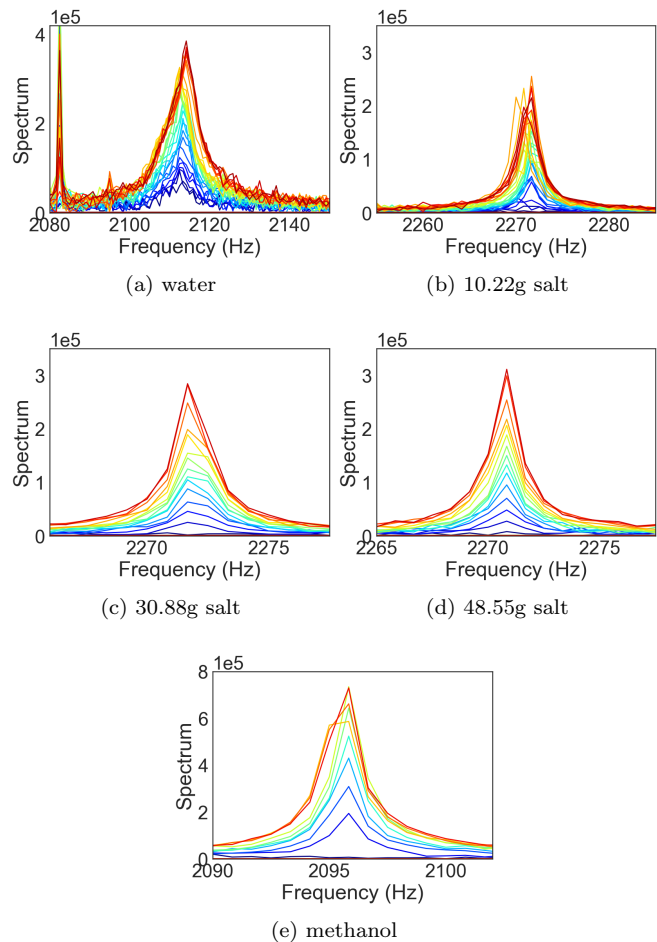 1e5
4
2
0
Spectrum
2080 2100 2120 2140
Frequency (Hz)
(a) water
1e5
3
2
1
0
Spectrum
2260 2270 2280
Frequency (Hz)
(b) 10.22g salt
1e5
3
2
1
0
Spectrum
2270 2275
Frequency (Hz)
(c) 30.88g salt
1e5
3
2
1
0
Spectrum
2265 2270 2275
Frequency (Hz)
(d) 48.55g salt
1e5
8
6
4
2
0
Spectrum
2090 2095 2100
Frequency (Hz)
(e) methanol